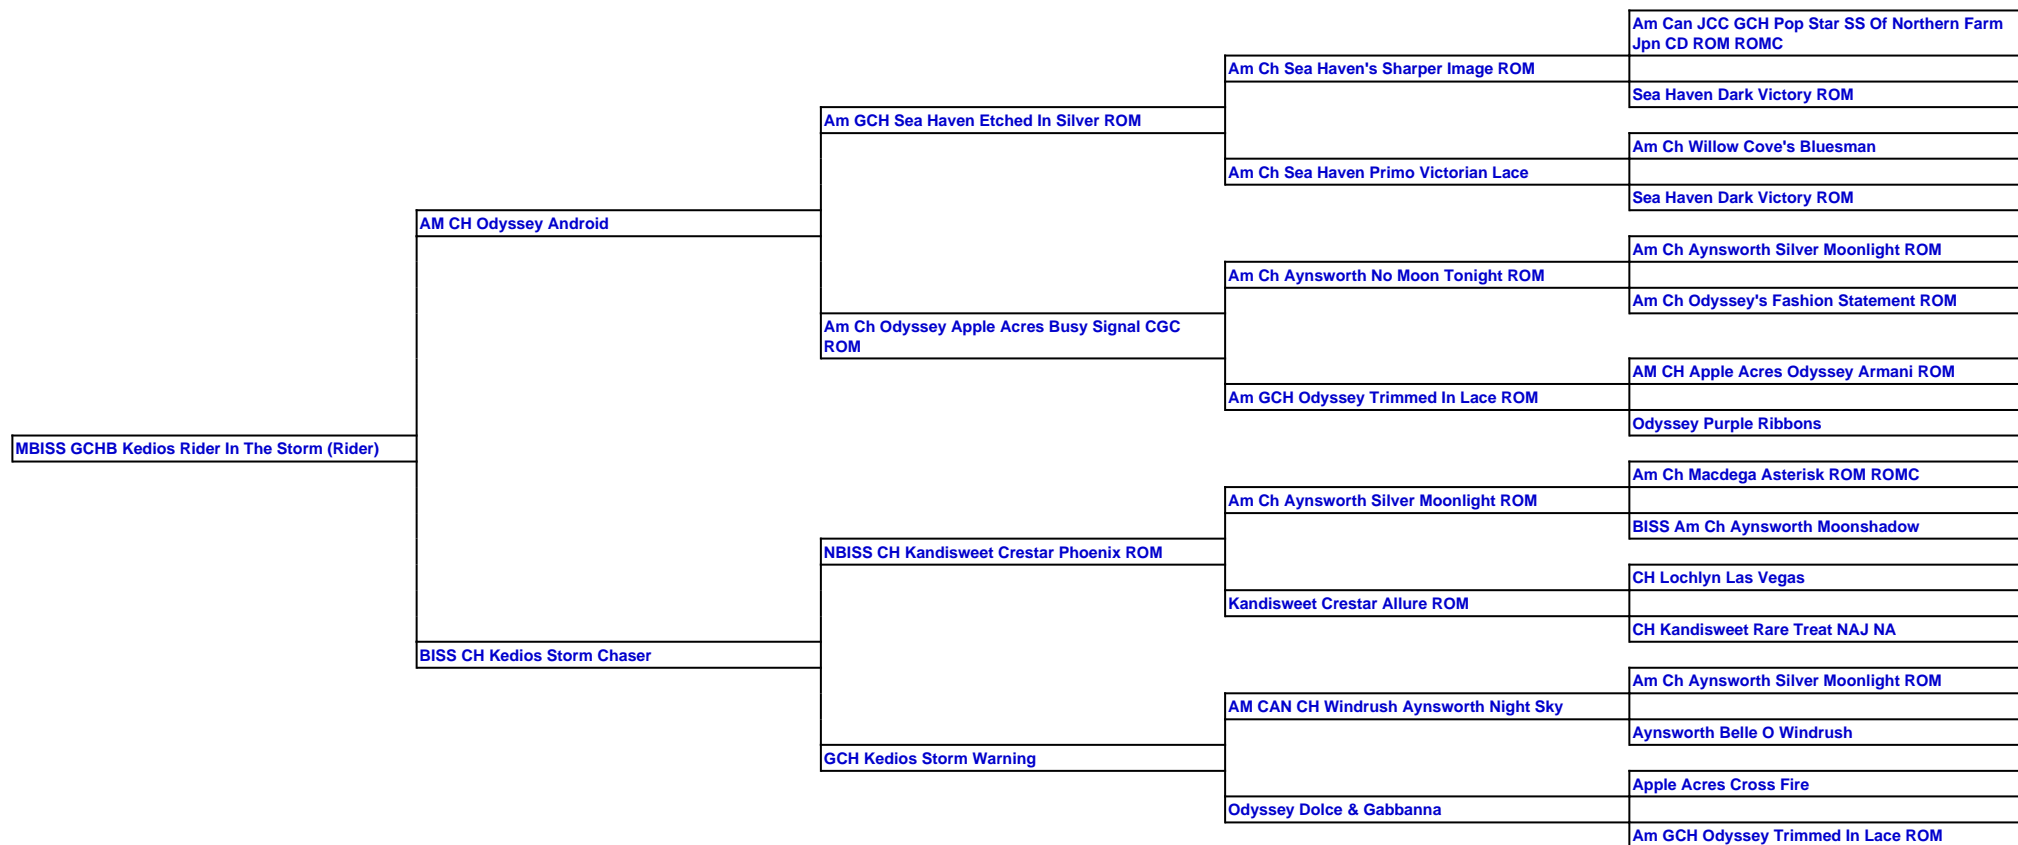 Am Can JCC GCH Pop Star SS Of Northern Farm
Jpn CD ROM ROMC
Am Ch Sea Haven's Sharper Image ROM
Sea Haven Dark Victory ROM
Am GCH Sea Haven Etched In Silver ROM
Am Ch Willow Cove's Bluesman
Am Ch Sea Haven Primo Victorian Lace
Sea Haven Dark Victory ROM
AM CH Odyssey Android
Am Ch Aynsworth Silver Moonlight ROM
Am Ch Aynsworth No Moon Tonight ROM
Am Ch Odyssey's Fashion Statement ROM
Am Ch Odyssey Apple Acres Busy Signal CGC
ROM
AM CH Apple Acres Odyssey Armani ROM
Am GCH Odyssey Trimmed In Lace ROM
Odyssey Purple Ribbons
MBISS GCHB Kedios Rider In The Storm (Rider)
Am Ch Macdega Asterisk ROM ROMC
Am Ch Aynsworth Silver Moonlight ROM
BISS Am Ch Aynsworth Moonshadow
NBISS CH Kandisweet Crestar Phoenix ROM
CH Lochlyn Las Vegas
Kandisweet Crestar Allure ROM
CH Kandisweet Rare Treat NAJ NA
BISS CH Kedios Storm Chaser
Am Ch Aynsworth Silver Moonlight ROM
AM CAN CH Windrush Aynsworth Night Sky
Aynsworth Belle O Windrush
GCH Kedios Storm Warning
Apple Acres Cross Fire
Odyssey Dolce & Gabbanna
Am GCH Odyssey Trimmed In Lace ROM